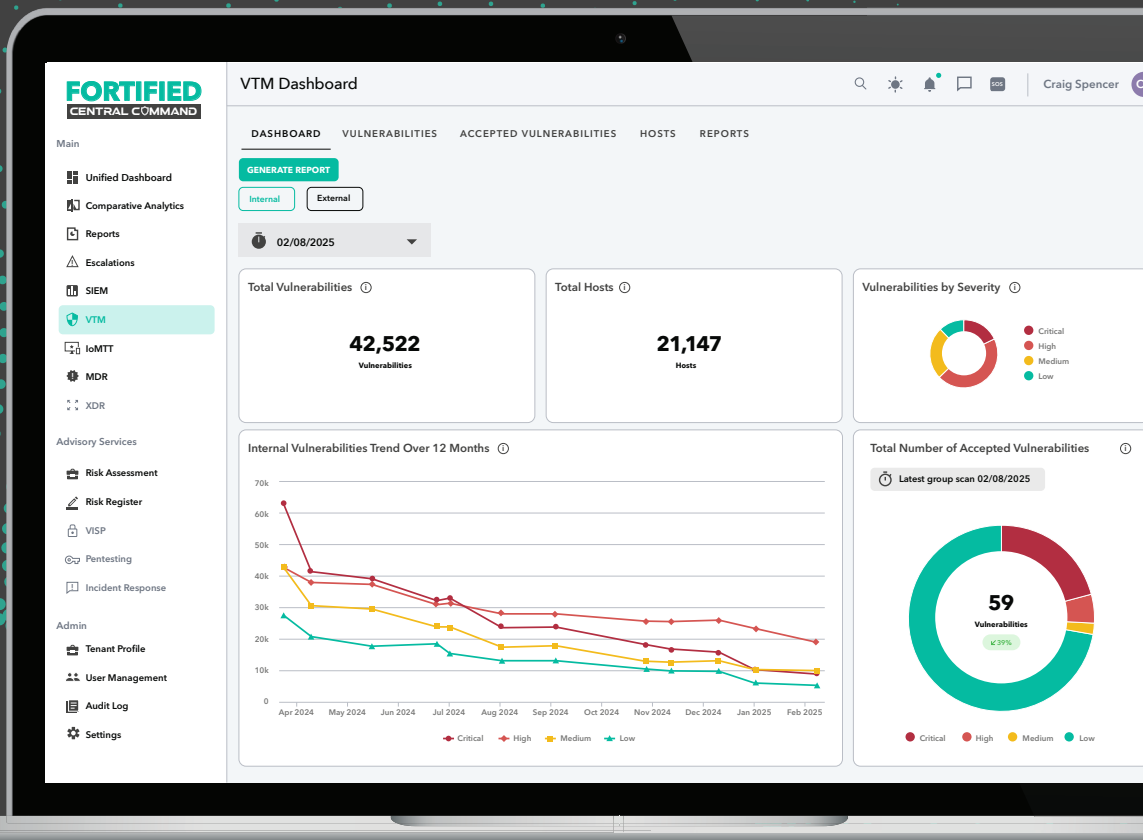 FORTIFIED
CENTRAL COMMAND
Main
Unified Dashboard
Comparative Analytics
Reports
Escalations
SIEM
VTM
IoMTT
MDR
XDR
Advisory Services
Risk Assessment
Risk Register
VISP
Pentesting
Incident Response
Admin
Tenant Profile
User Management
Audit Log
Settings
VTM Dashboard
SOS
Craig Spencer
C
DASHBOARD VULNERABILITIES ACCEPTED VULNERABILITIES HOSTS REPORTS
GENERATE REPORT
Internal External
02/08/2025
Total Vulnerabilities
42,522
Vulnerabilities
Total Hosts
21,147
Hosts
Vulnerabilities by Severity
Critical
High
Medium
Low
Internal Vulnerabilities Trend Over 12 Months
70k
60k
50k
40k
30k
20k
10k
0
Apr 2024 May 2024 Jun 2024 Jul 2024 Aug 2024 Sep 2024 Oct 2024 Nov 2024 Dec 2024 Jan 2025 Feb 2025
Critical High Medium Low
Total Number of Accepted Vulnerabilities
Latest group scan 02/08/2025
59
Vulnerabilities
39%
Critical High Medium Low